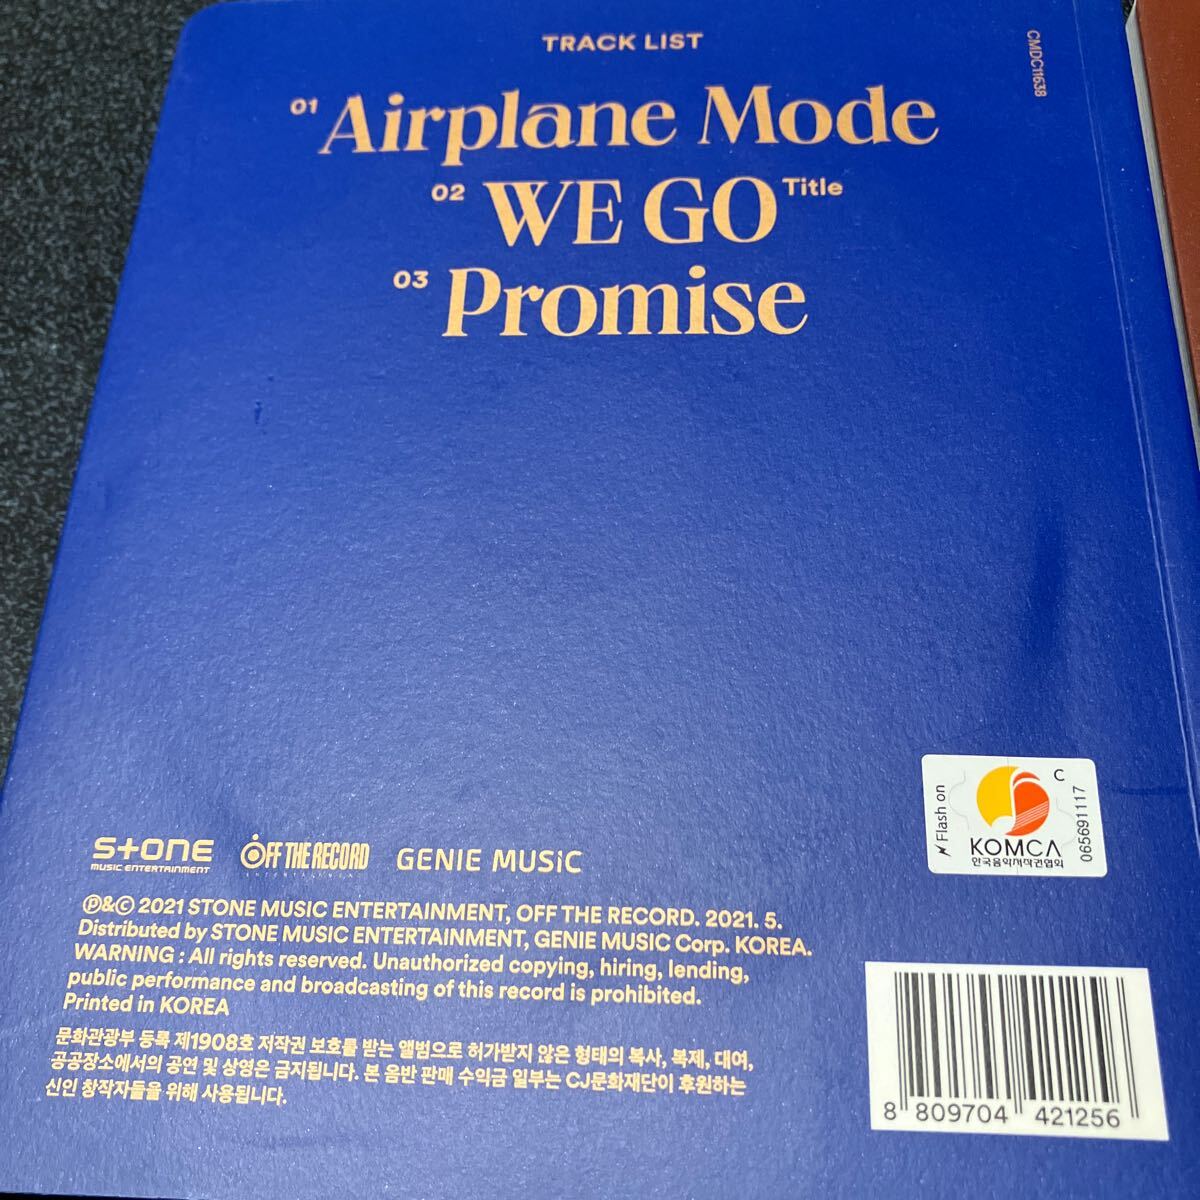 TRACK LIST
01 Airplane Mode
02 WE GO Title
03 Promise
CMDC11638
Flash on
C
KOMCA
한국음악저작권협회
065691117
STONE
MUSIC ENTERTAINMENT
OFF THE RECORD
ENTERTAINMENT
GENIE MUSIC
℗&© 2021 STONE MUSIC ENTERTAINMENT, OFF THE RECORD. 2021. 5.
Distributed by STONE MUSIC ENTERTAINMENT, GENIE MUSIC Corp. KOREA.
WARNING : All rights reserved. Unauthorized copying, hiring, lending,
public performance and broadcasting of this record is prohibited.
Printed in KOREA
문화관광부 등록 제1908호 저작권 보호를 받는 앨범으로 허가받지 않은 형태의 복사, 복제, 대여,
공공장소에서의 공연 및 상영은 금지됩니다. 본 음반 판매 수익금 일부는 CJ문화재단이 후원하는
신인 창작자들을 위해 사용됩니다.
8 809704 421256